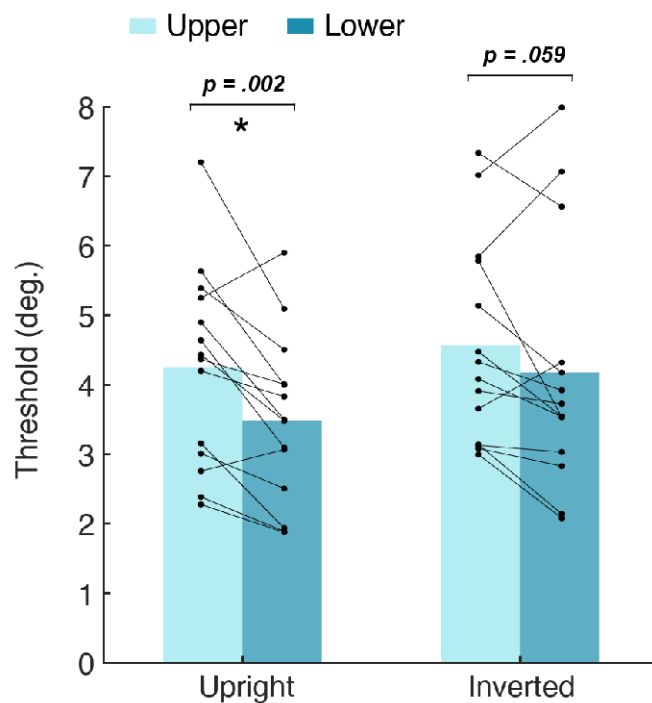 Upper Lower
p = .002
p = .059
*
8
7
6
5
4
3
2
1
0
Threshold (deg.)
Upright Inverted